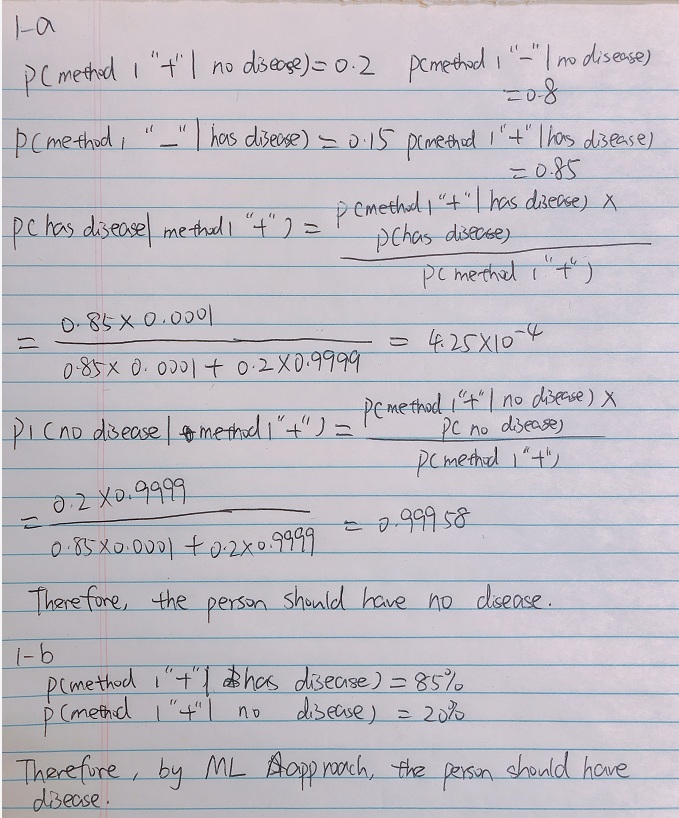 1-a
P(method 1 "+" | no disease) = 0.2 P(method 1 "-" | no disease)
= 0.8
P(method 1 "-" | has disease) = 0.15 P(method 1 "+" | has disease)
= 0.85
P(has disease | method 1 "+") = P(method 1 "+" | has disease) ×
P(has disease)
P(method 1 "+")
= 0.85 × 0.0001
0.85 × 0.0001 + 0.2 × 0.9999 = 4.25×10⁻⁴
P1(no disease | method 1 "+") = P(method 1 "+" | no disease) ×
P(no disease)
P(method 1 "+")
= 0.2 × 0.9999
0.85×0.0001 + 0.2×0.9999 = 0.99958
Therefore, the person should have no disease.
1-b
P(method 1 "+" | has disease) = 85%
P(method 1 "+" | no disease) = 20%
Therefore, by ML Approach, the person should have
disease.